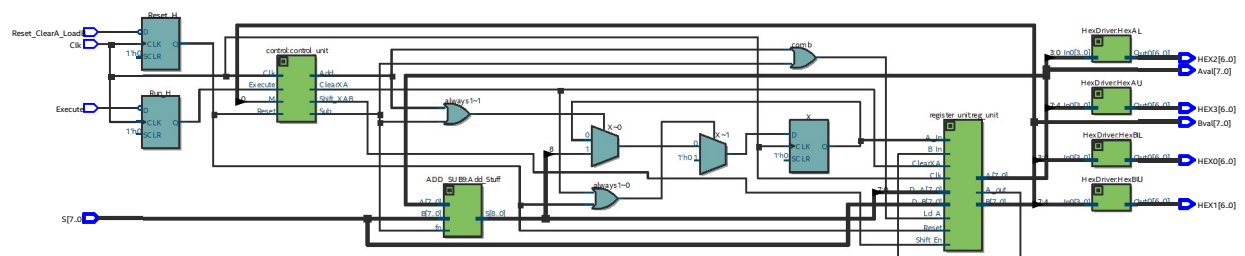 Reset_H
Reset_ClearA_Loadl
D
Clk
CLK
Q
1'h0
SCLR
Run_H
Execute
D
CLK
Q
1'h0
SCLR
control:control_unit
Clk
Execute
M
Reset
Add
ClearXA
Shift_XAB
Sub
always1~1
comb
X~0
0
1
8
X~1
0
1'h0 1
X
D
CLK
Q
1'h0
SCLR
always1~0
ADD_SUB9:Add_Stuff
A[7..0]
B[7..0]
fn
S[8..0]
S[7..0
register_unit:reg_unit
A_In
B_In
ClearXA
Clk
D_A[7..0]
D_B[7..0]
Ld_A
Reset
Shift_En
A[7..0]
A_out
B[7..0]
7:0
HexDriver:HexAL
3:0
In0[3..0]
Out0[6..0]
HEX2[6..0]
Aval[7..0]
HexDriver:HexAU
7:4
In0[3..0]
Out0[6..0]
HEX3[6..0]
Bval[7..0]
HexDriver:HexBL
In0[3..0]
Out0[6..0]
HEX0[6..0]
HexDriver:HexBU
7:4
In0[3..0]
Out0[6..0]
HEX1[6..0]